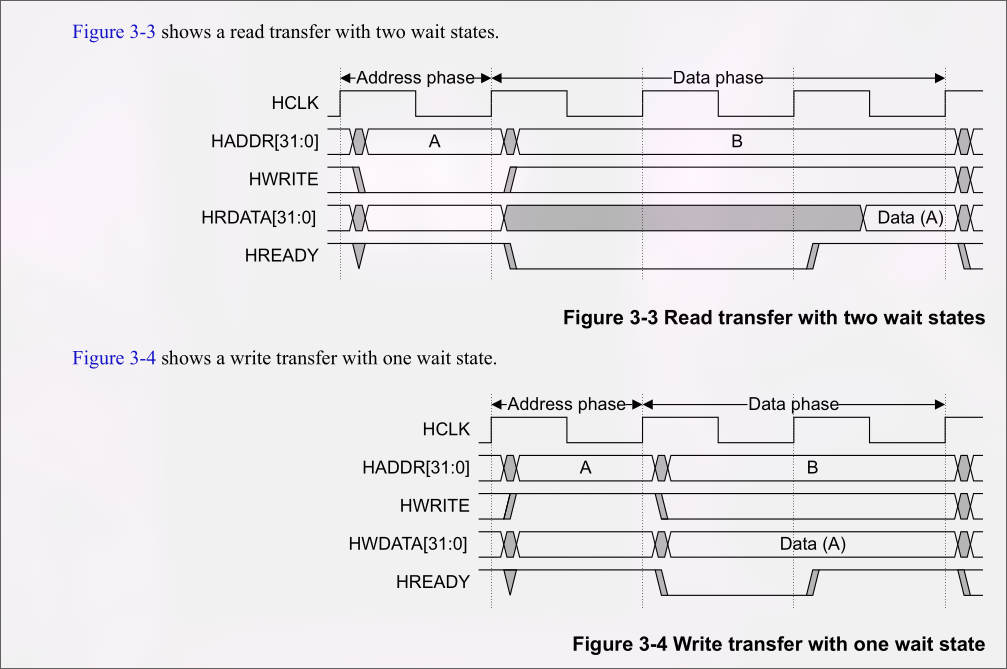 Figure 3-3 shows a read transfer with two wait states.
Address phase Data phase
HCLK
HADDR[31:0] A B
HWRITE
HRDATA[31:0] Data (A)
HREADY
Figure 3-3 Read transfer with two wait states
Figure 3-4 shows a write transfer with one wait state.
Address phase Data phase
HCLK
HADDR[31:0] A B
HWRITE
HWDATA[31:0] Data (A)
HREADY
Figure 3-4 Write transfer with one wait state